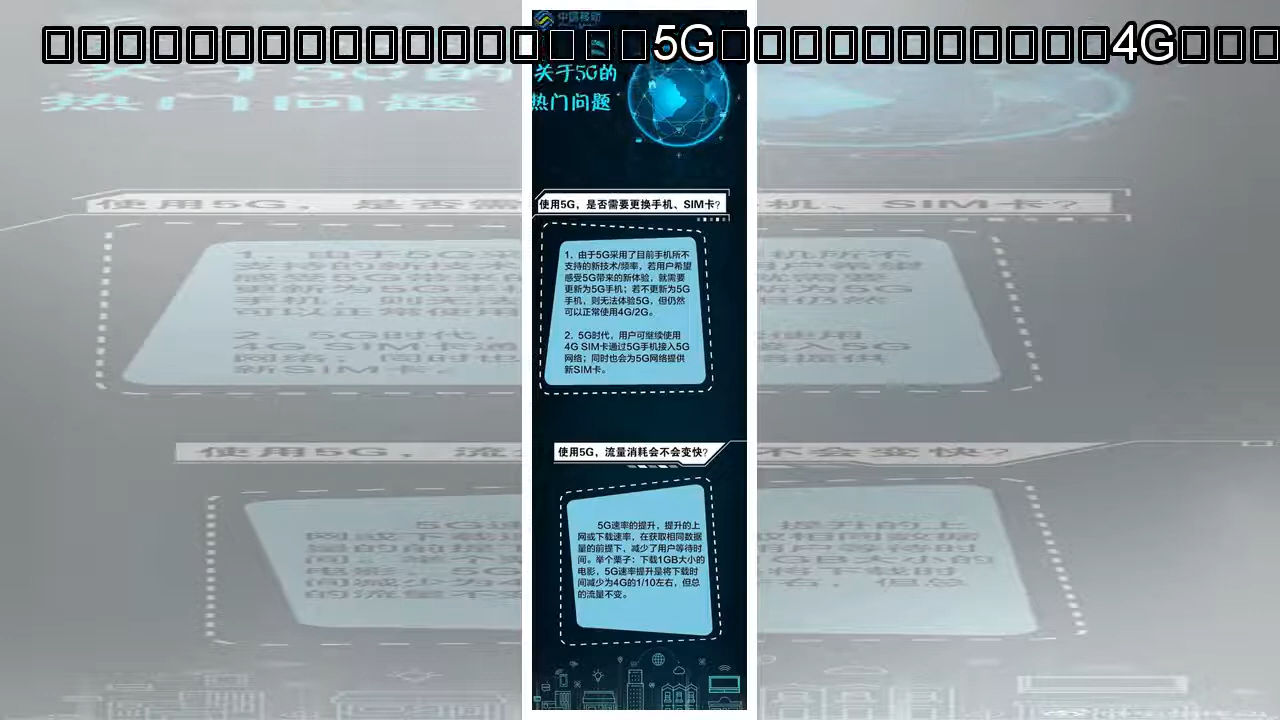 中国移动
5G 4G
关于5G的
热门问题
使用5G，是否需要更换手机、SIM卡?
1、由于5G采用了目前手机所不
支持的新技术/频率，若用户希望
感受5G带来的新体验，就需要
更新为5G手机；若不更新为5G
手机，则无法体验5G，但仍然
可以正常使用4G/2G。
2、5G时代，用户可继续使用
4G SIM卡通过5G手机接入5G
网络；同时也会为5G网络提供
新SIM卡。
使用5G，流量消耗会不会变快?
5G速率的提升，提升的上
网或下载速率，在获取相同数据
量的前提下，减少了用户等待时
间。举个栗子：下载1GB大小的
电影，5G速率提升是将下载时
间减少为4G的1/10左右，但总
的流量不变。